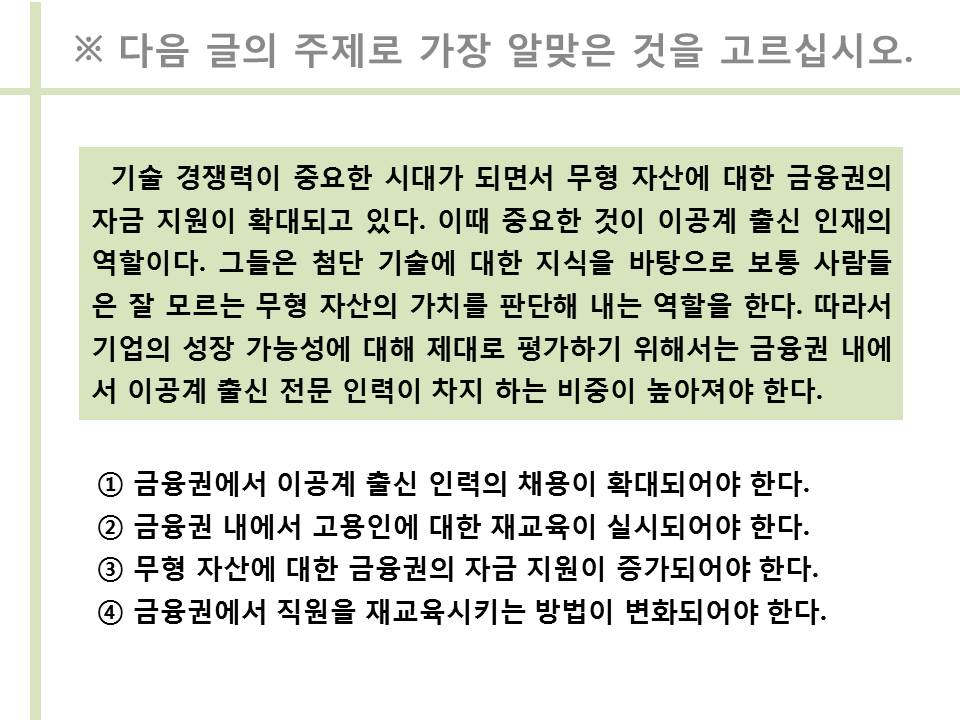 ※ 다음 글의 주제로 가장 알맞은 것을 고르십시오.
기술 경쟁력이 중요한 시대가 되면서 무형 자산에 대한 금융권의
자금 지원이 확대되고 있다. 이때 중요한 것이 이공계 출신 인재의
역할이다. 그들은 첨단 기술에 대한 지식을 바탕으로 보통 사람들
은 잘 모르는 무형 자산의 가치를 판단해 내는 역할을 한다. 따라서
기업의 성장 가능성에 대해 제대로 평가하기 위해서는 금융권 내에
서 이공계 출신 전문 인력이 차지 하는 비중이 높아져야 한다.
① 금융권에서 이공계 출신 인력의 채용이 확대되어야 한다.
② 금융권 내에서 고용인에 대한 재교육이 실시되어야 한다.
③ 무형 자산에 대한 금융권의 자금 지원이 증가되어야 한다.
④ 금융권에서 직원을 재교육시키는 방법이 변화되어야 한다.